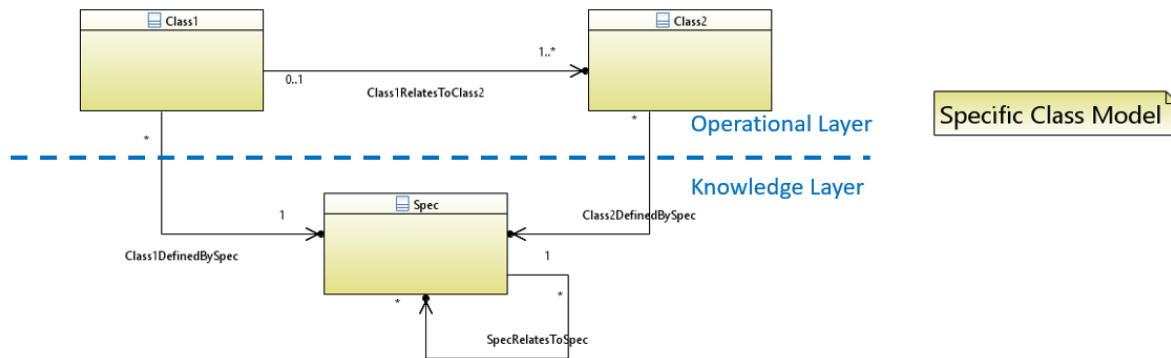 Class1
Class2
1..*
0..1
Class1RelatesToClass2
Specific Class Model
*
*
Operational Layer
Knowledge Layer
Spec
1
Class2DefinedBySpec
Class1DefinedBySpec
1
*
*
SpecRelatesToSpec